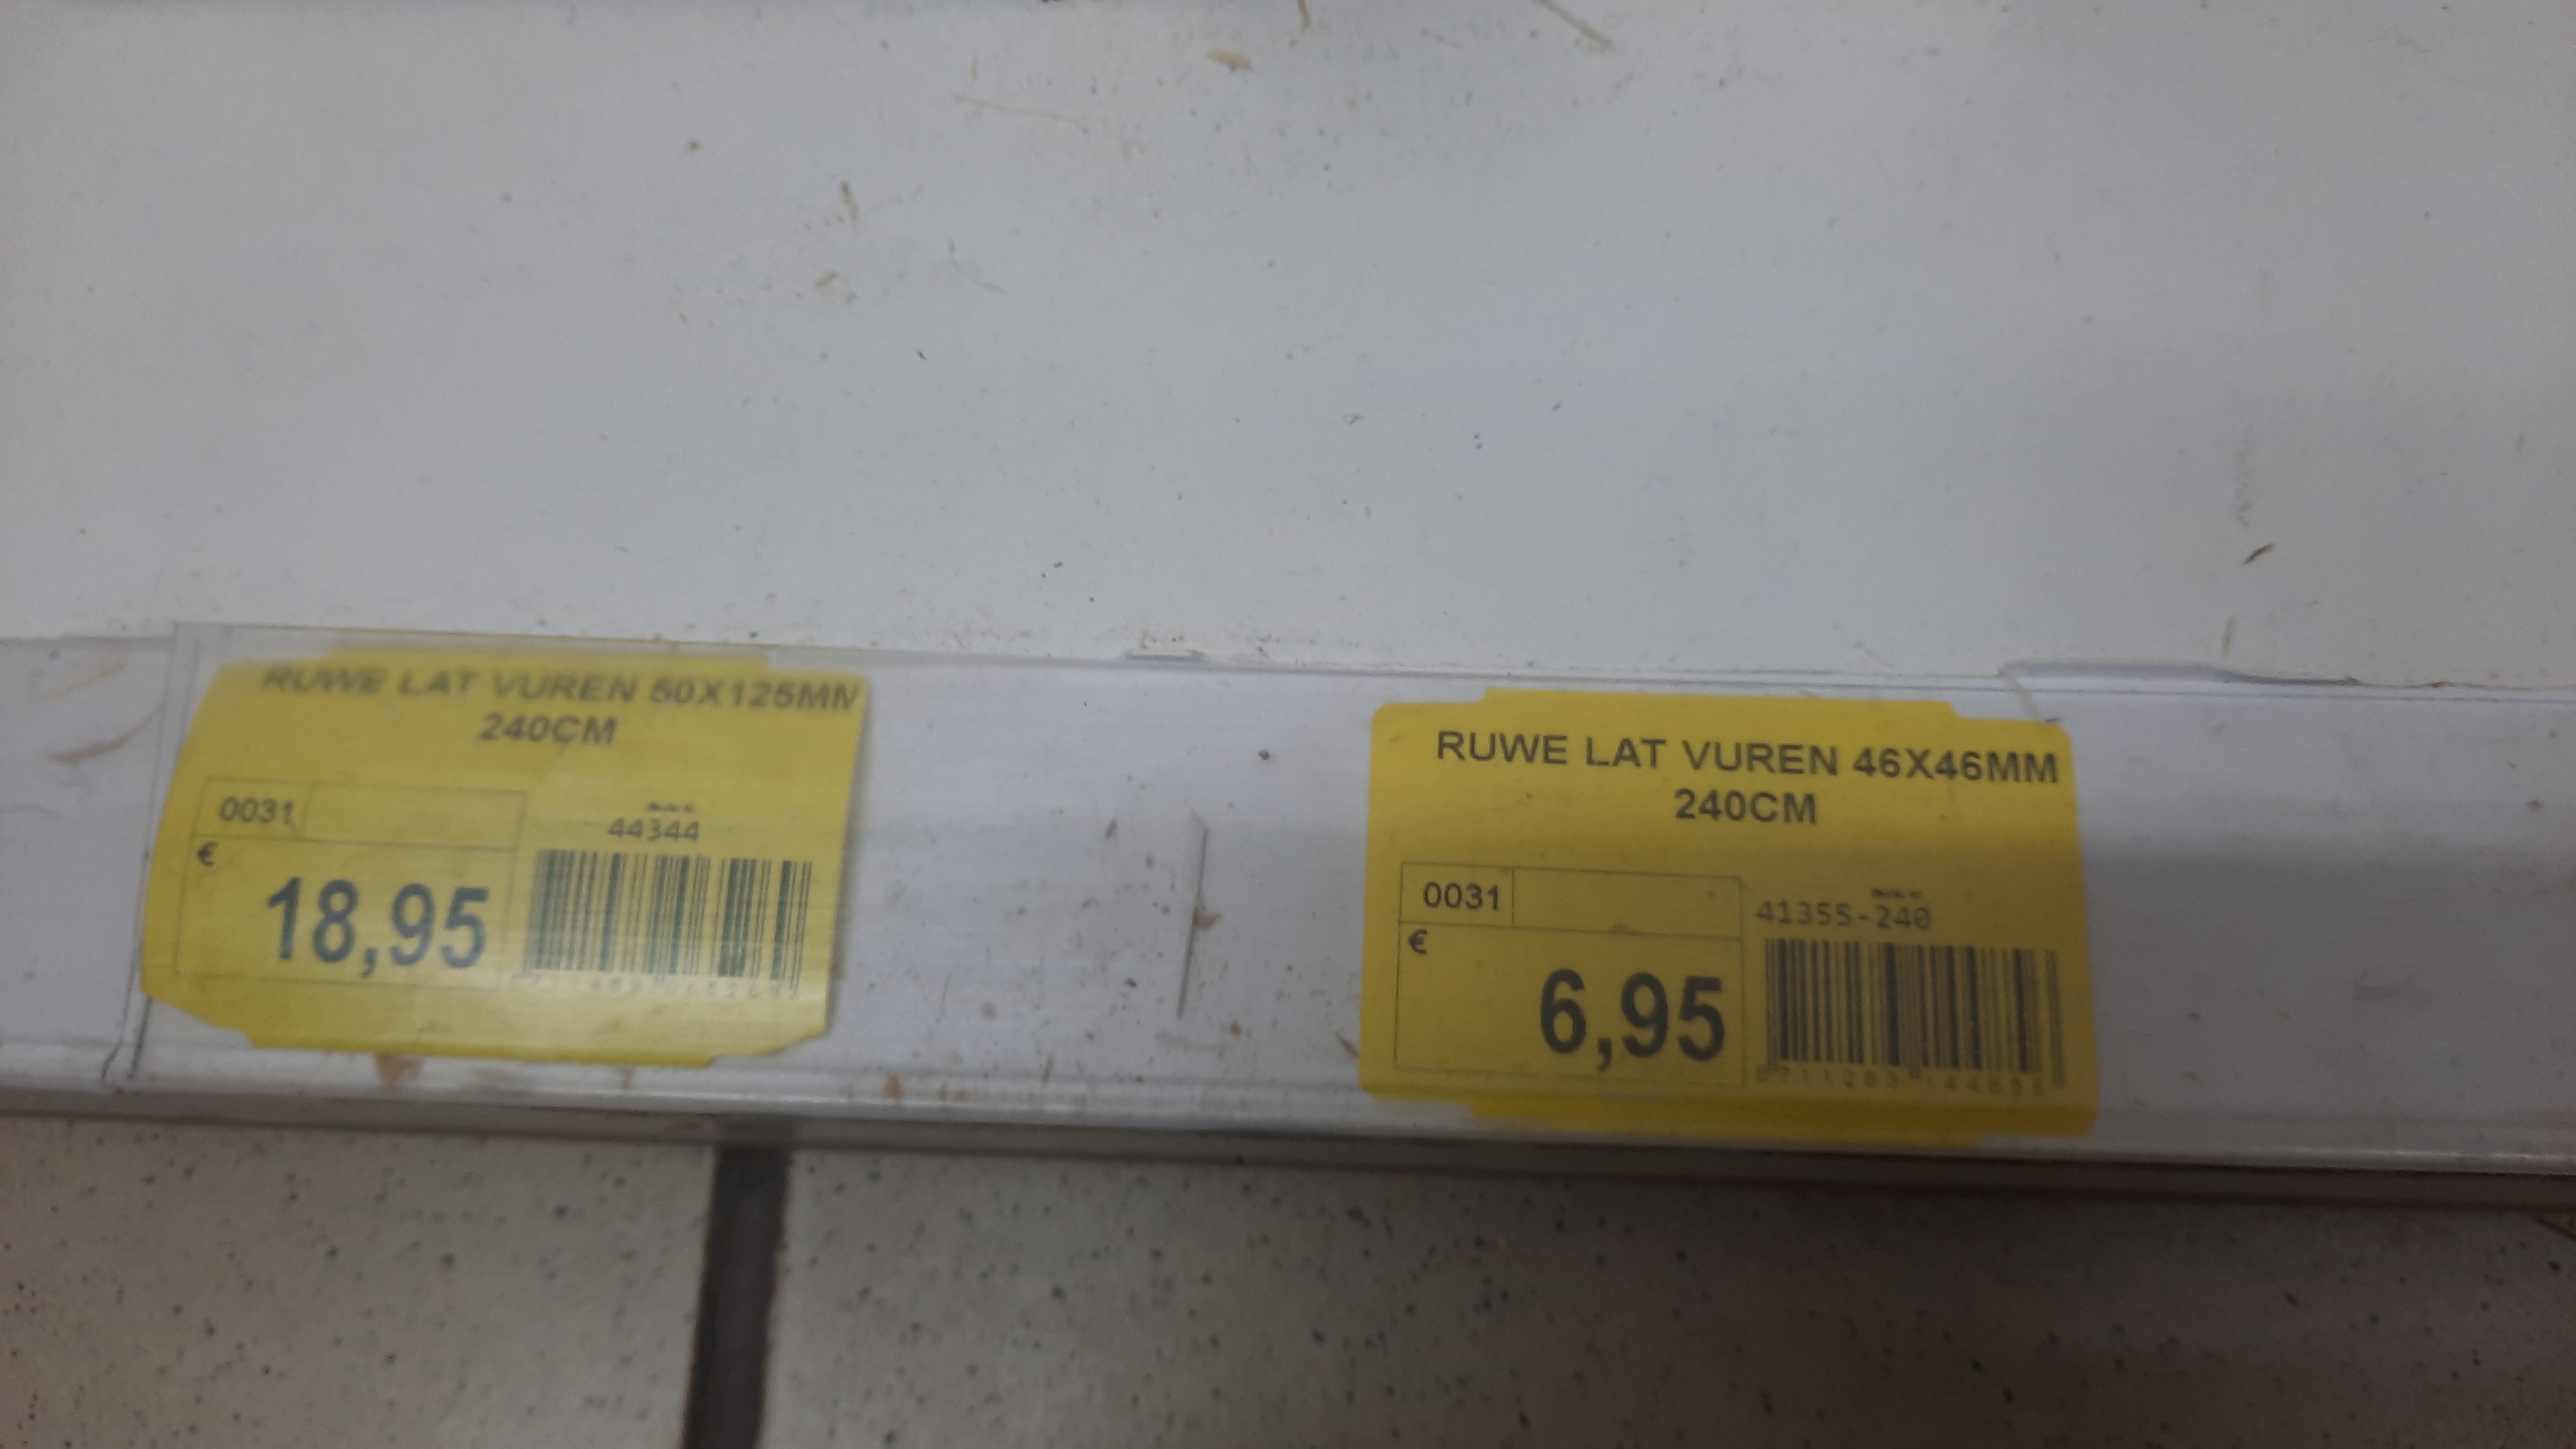 RUWE LAT VUREN 50X125MM
240CM
0031
44344
€
18,95
RUWE LAT VUREN 46X46MM
240CM
0031
41355-240
€
6,95